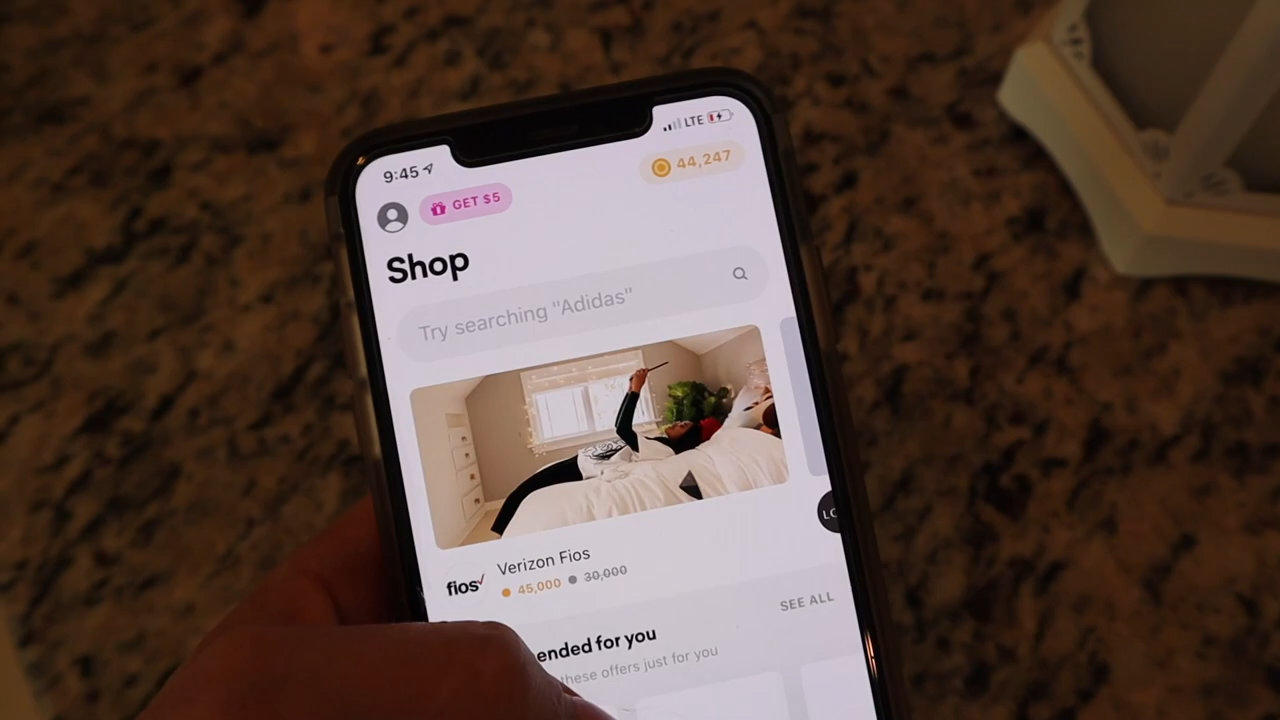 9:45
LTE
44,247
GET $5
Shop
Try searching "Adidas"
fios
Verizon Fios
45,000 30,000
LO
SEE ALL
ended for you
these offers just for you